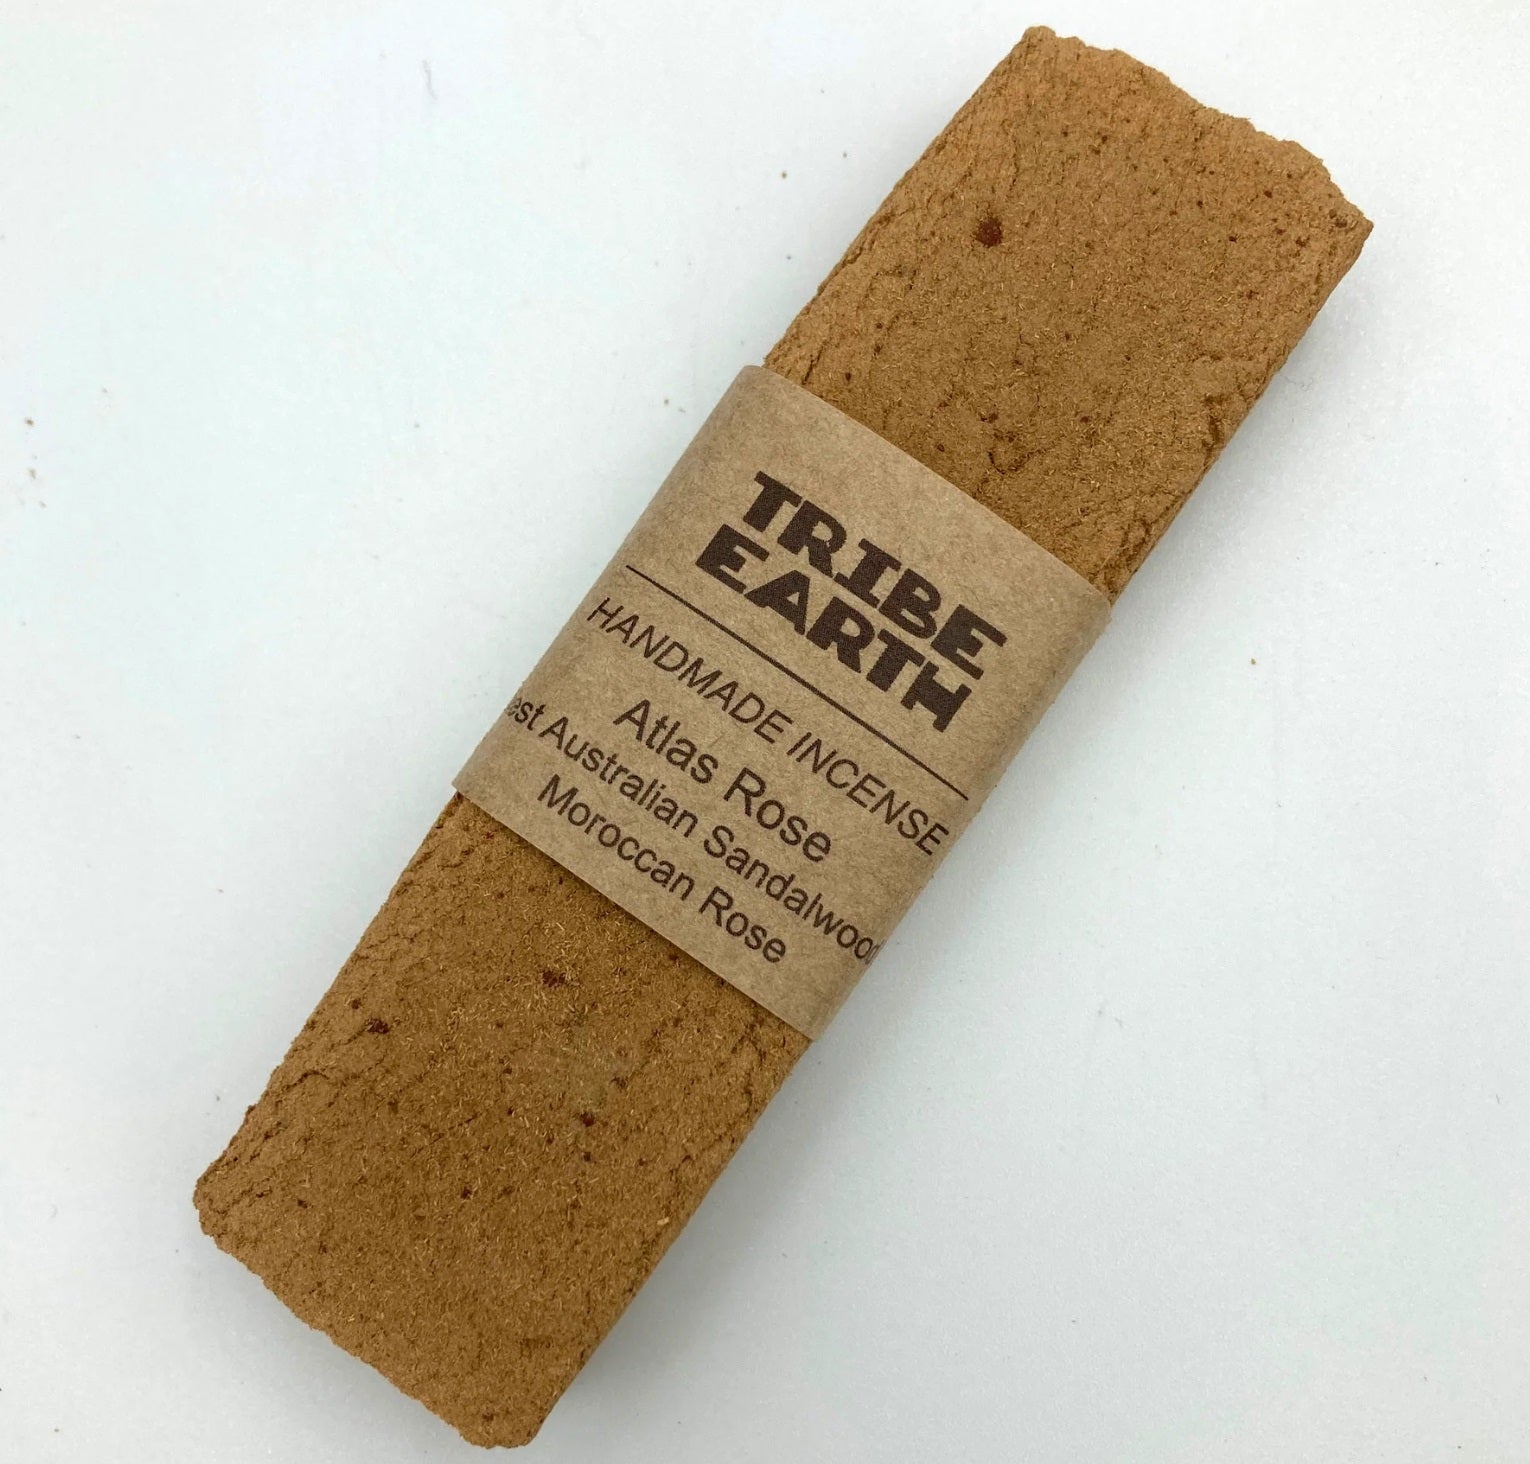 TRIBE
EARTH
HANDMADE INCENSE
Atlas Rose
est Australian Sandalwood
Moroccan Rose